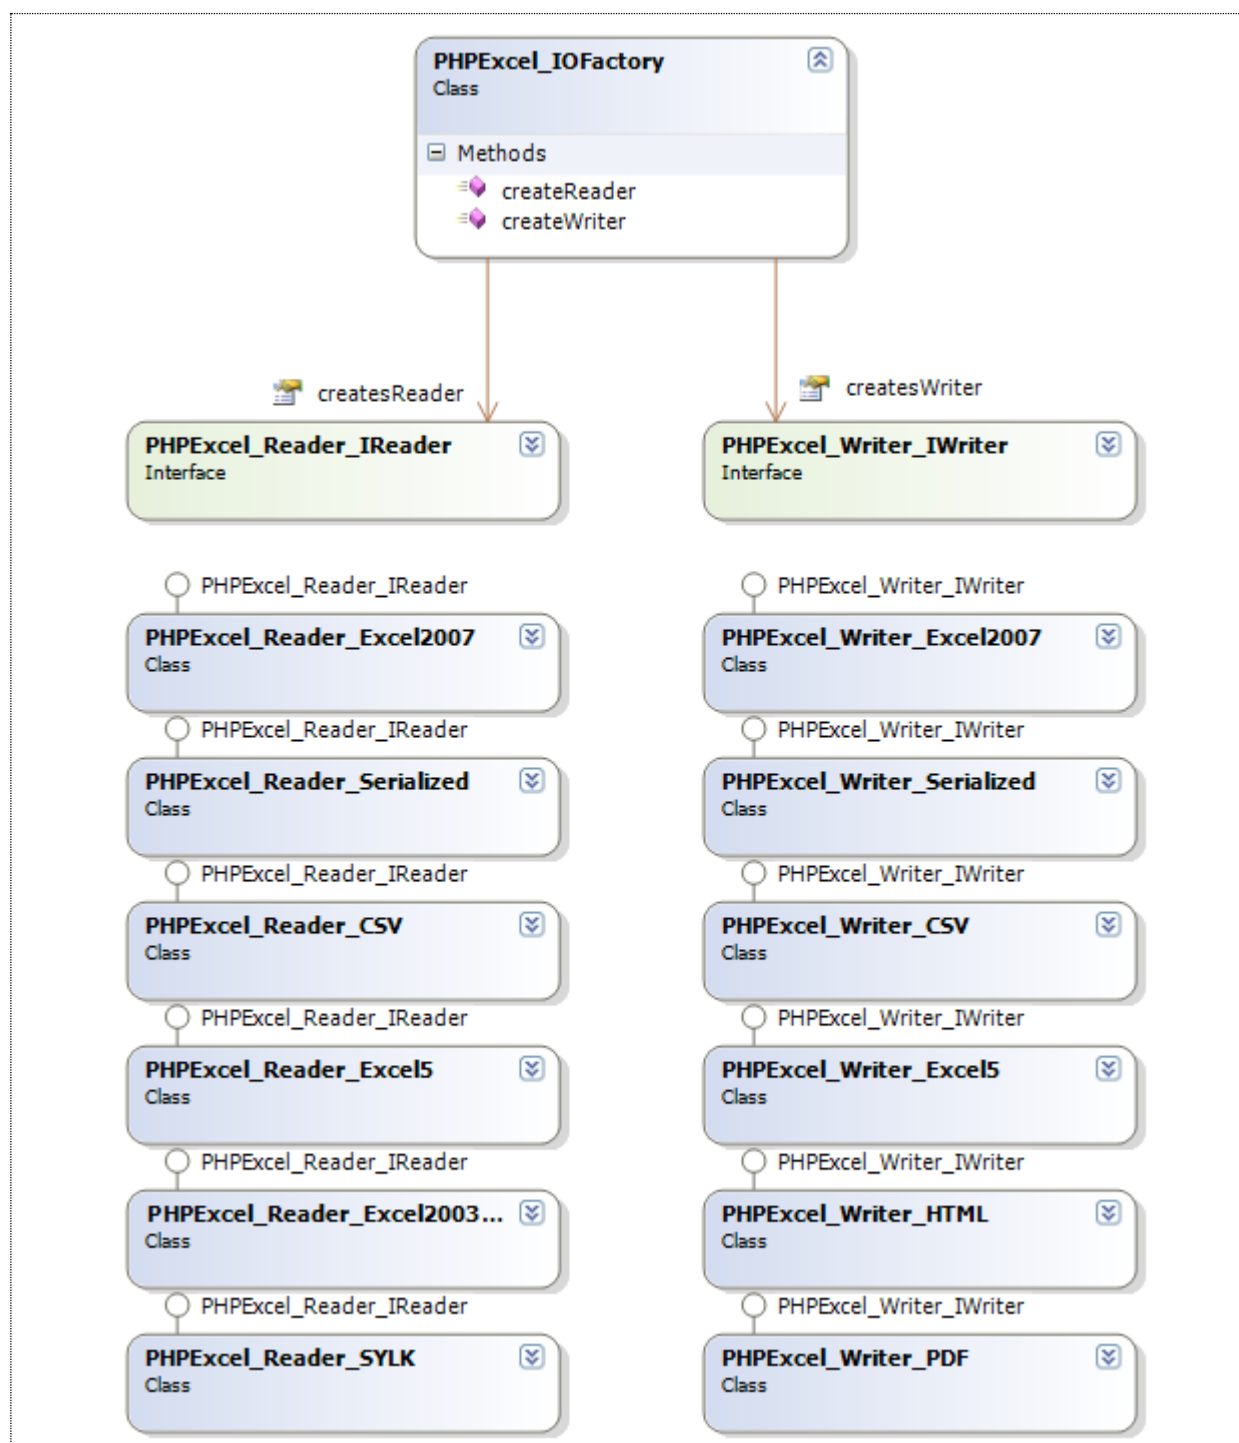 PHPExcel_IOFactory
Class
Methods
createReader
createWriter
createsReader
createsWriter
PHPExcel_Reader_IReader
Interface
PHPExcel_Writer_IWriter
Interface
PHPExcel_Reader_IReader
PHPExcel_Reader_Excel2007
Class
PHPExcel_Writer_IWriter
PHPExcel_Writer_Excel2007
Class
PHPExcel_Reader_IReader
PHPExcel_Reader_Serialized
Class
PHPExcel_Writer_IWriter
PHPExcel_Writer_Serialized
Class
PHPExcel_Reader_IReader
PHPExcel_Reader_CSV
Class
PHPExcel_Writer_IWriter
PHPExcel_Writer_CSV
Class
PHPExcel_Reader_IReader
PHPExcel_Reader_Excel5
Class
PHPExcel_Writer_IWriter
PHPExcel_Writer_Excel5
Class
PHPExcel_Reader_IReader
PHPExcel_Reader_Excel2003...
Class
PHPExcel_Writer_IWriter
PHPExcel_Writer_HTML
Class
PHPExcel_Reader_IReader
PHPExcel_Reader_SYLK
Class
PHPExcel_Writer_IWriter
PHPExcel_Writer_PDF
Class